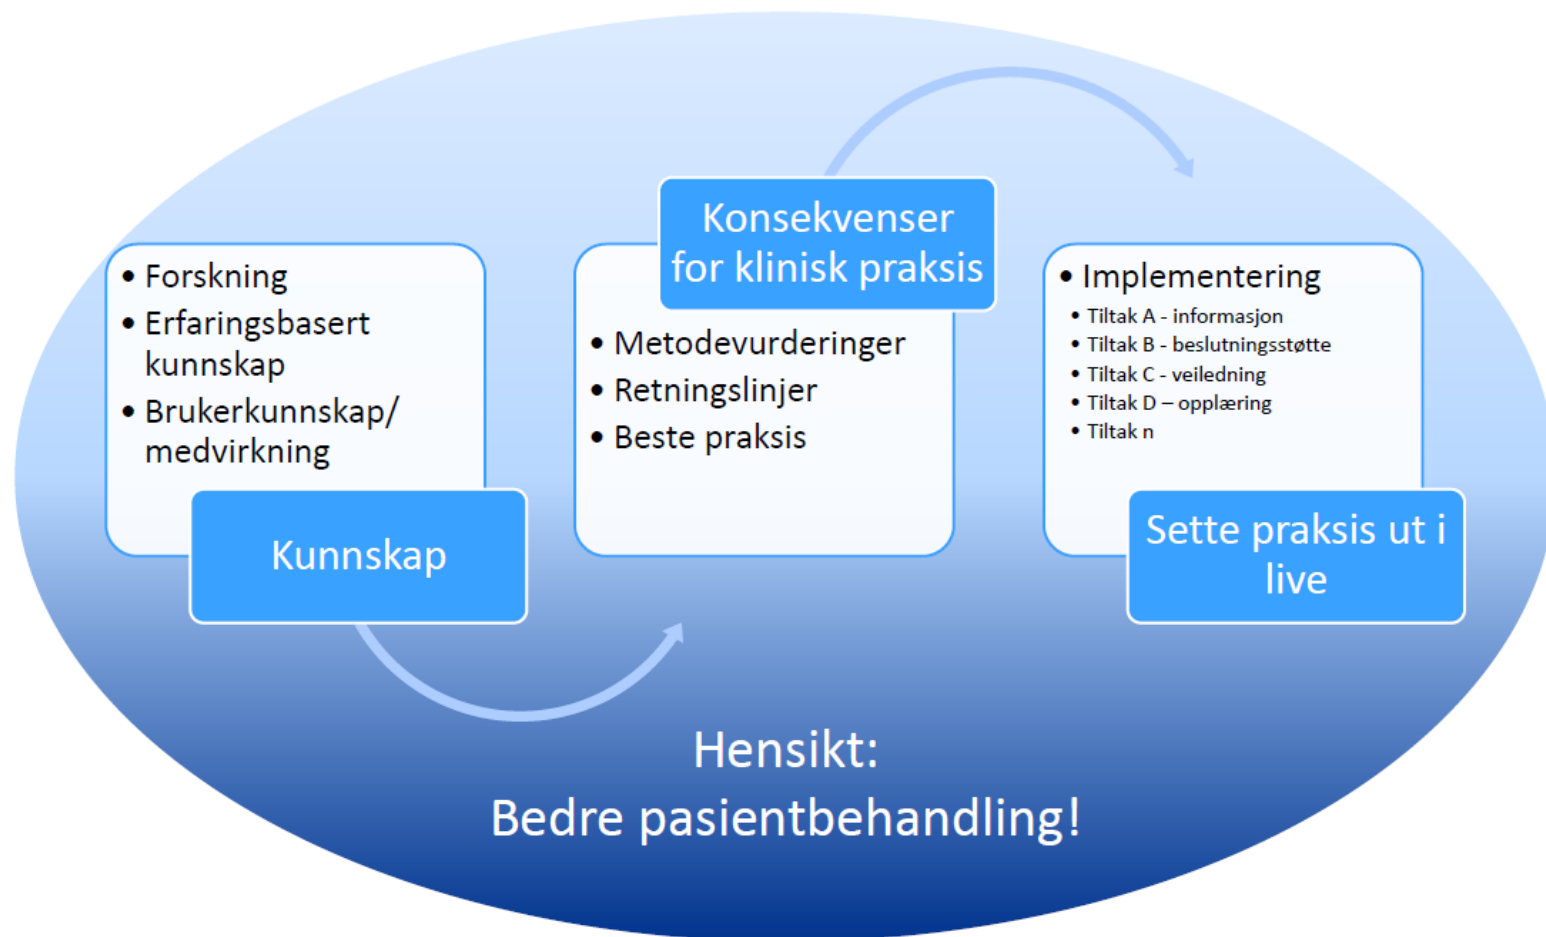 • Forskning
• Erfaringsbasert
kunnskap
• Brukerkunnskap/
medvirkning
Kunnskap
Konsekvenser
for klinisk praksis
• Metodevurderinger
• Retningslinjer
• Beste praksis
• Implementering
• Tiltak A - informasjon
• Tiltak B - beslutningsstøtte
• Tiltak C - veiledning
• Tiltak D – opplæring
• Tiltak n
Sette praksis ut i
live
Hensikt:
Bedre pasientbehandling!